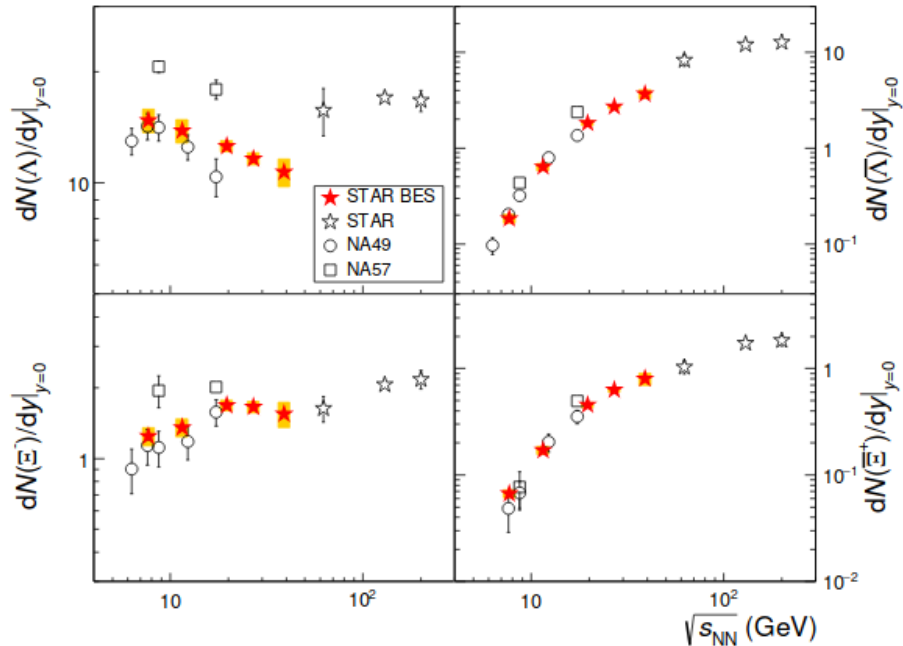 dN(Λ)/dy|y=0
10
STAR BES
STAR
NA49
NA57
10
1
10⁻¹
dN(Λ̅)/dy|y=0
dN(Ξ⁻)/dy|y=0
1
10
10²
1
10⁻¹
10⁻²
dN(Ξ̅⁺)/dy|y=0
10
10²
√sNN (GeV)